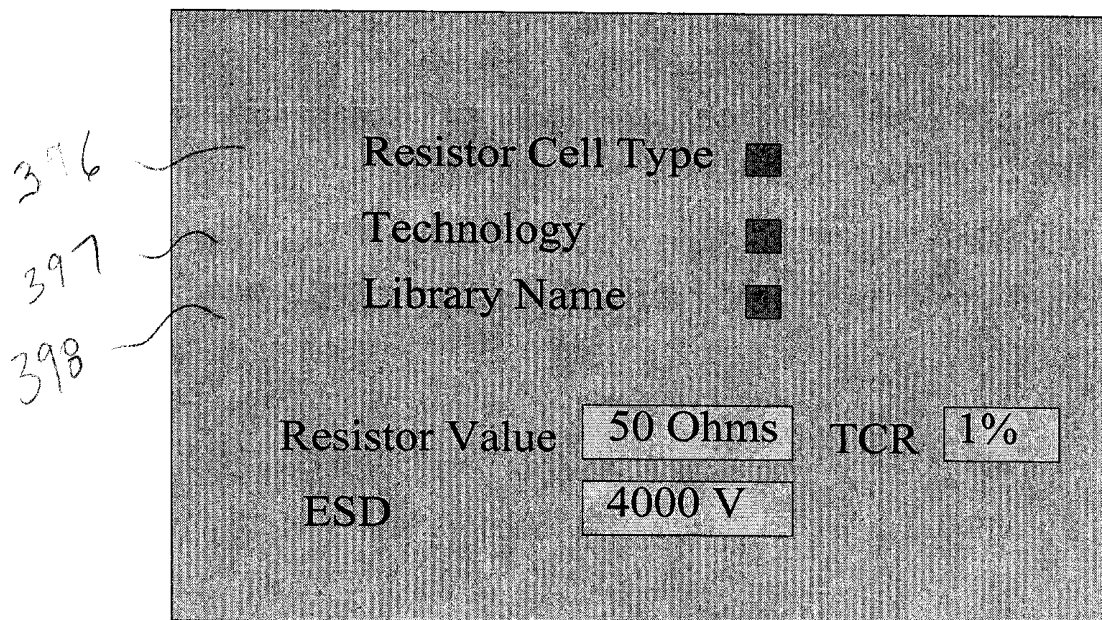 396 Resistor Cell Type
397 Technology
398 Library Name
Resistor Value 50 Ohms TCR 1%
ESD 4000 V